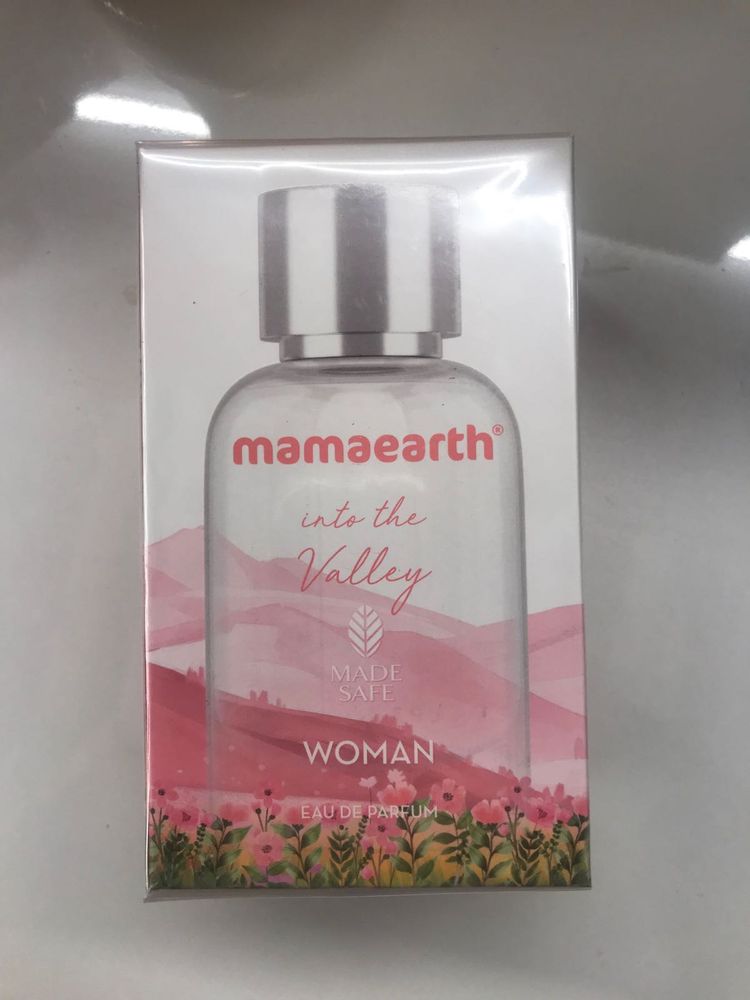 mamaearth®
into the
Valley
MADE
SAFE
WOMAN
EAU DE PARFUM